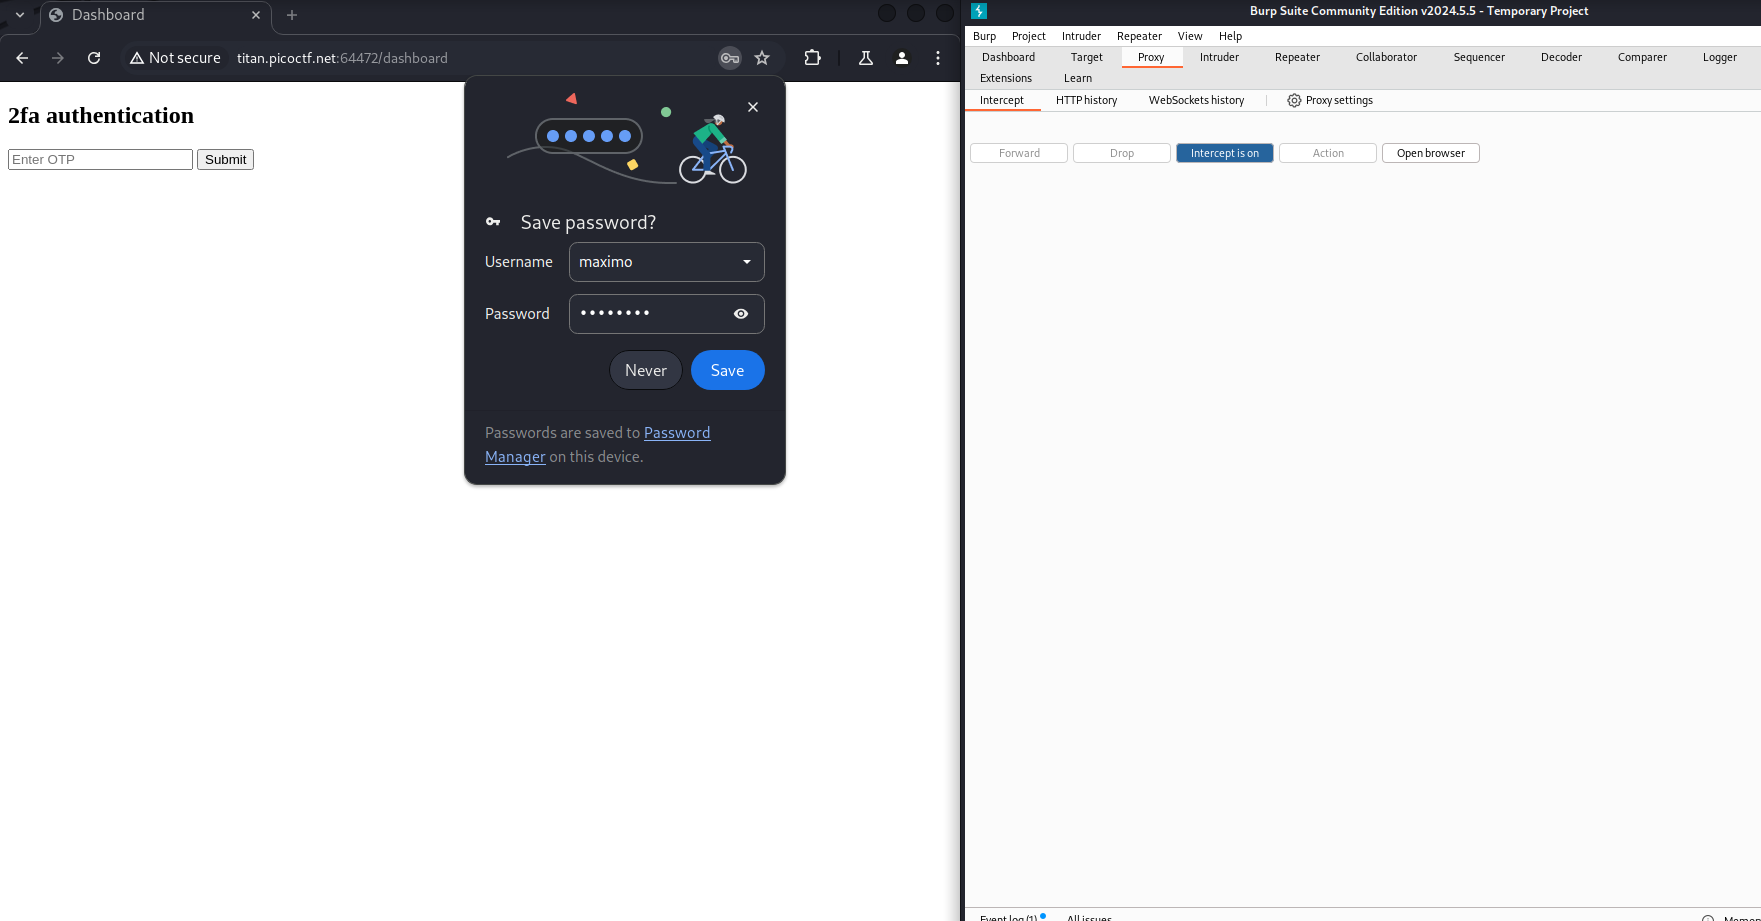 Dashboard
Not secure titan.picoctf.net:64472/dashboard
2fa authentication
Enter OTP Submit
Save password?
Username maximo
Password ••••••••
Never Save
Passwords are saved to Password
Manager on this device.
Burp Suite Community Edition v2024.5.5 - Temporary Project
Burp Project Intruder Repeater View Help
Dashboard Target Proxy Intruder Repeater Collaborator Sequencer Decoder Comparer Logger
Extensions Learn
Intercept HTTP history WebSockets history Proxy settings
Forward Drop Intercept is on Action Open browser
Event log (1) All issues